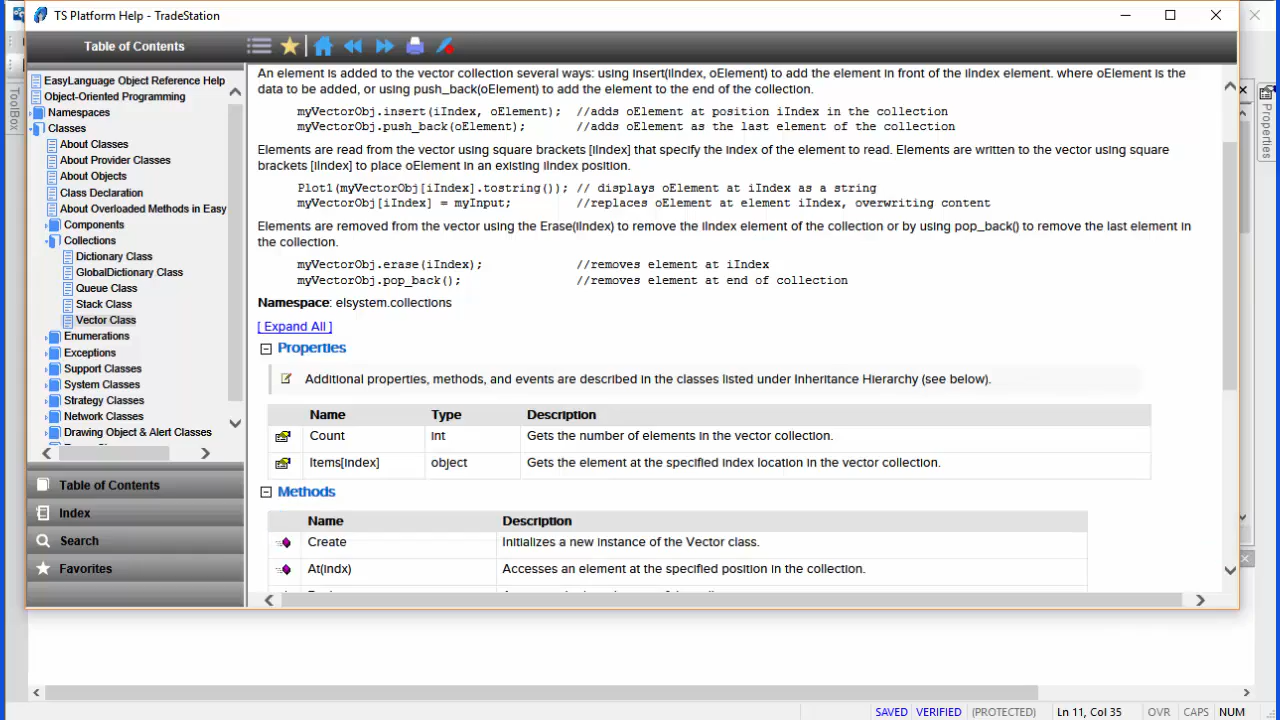 TS Platform Help - TradeStation
Table of Contents
EasyLanguage Object Reference Help
Object-Oriented Programming
Namespaces
Classes
About Classes
About Provider Classes
About Objects
Class Declaration
About Overloaded Methods in Easy
Components
Collections
Dictionary Class
GlobalDictionary Class
Queue Class
Stack Class
Vector Class
Enumerations
Exceptions
Support Classes
System Classes
Strategy Classes
Network Classes
Drawing Object & Alert Classes
Table of Contents
Index
Search
Favorites
An element is added to the vector collection several ways: using Insert(iIndex, oElement) to add the element in front of the iIndex element. where oElement is the
data to be added, or using push_back(oElement) to add the element to the end of the collection.
myVectorObj.insert(iIndex, oElement); //adds oElement at position iIndex in the collection
myVectorObj.push_back(oElement); //adds oElement as the last element of the collection
Elements are read from the vector using square brackets [iIndex] that specify the index of the element to read. Elements are written to the vector using square
brackets [iIndex] to place oElement in an existing iIndex position.
Plot1(myVectorObj[iIndex].tostring()); // displays oElement at iIndex as a string
myVectorObj[iIndex] = myInput; //replaces oElement at element iIndex, overwriting content
Elements are removed from the vector using the Erase(iIndex) to remove the iIndex element of the collection or by using pop_back() to remove the last element in
the collection.
myVectorObj.erase(iIndex); //removes element at iIndex
myVectorObj.pop_back(); //removes element at end of collection
Namespace: elsystem.collections
[ Expand All ]
Properties
Additional properties, methods, and events are described in the classes listed under Inheritance Hierarchy (see below).
Name Type Description
Count int Gets the number of elements in the vector collection.
Items[index] object Gets the element at the specified index location in the vector collection.
Methods
Name Description
Create Initializes a new instance of the Vector class.
At(indx) Accesses an element at the specified position in the collection.
ToolBox
Properties
SAVED VERIFIED (PROTECTED) Ln 11, Col 35 OVR CAPS NUM